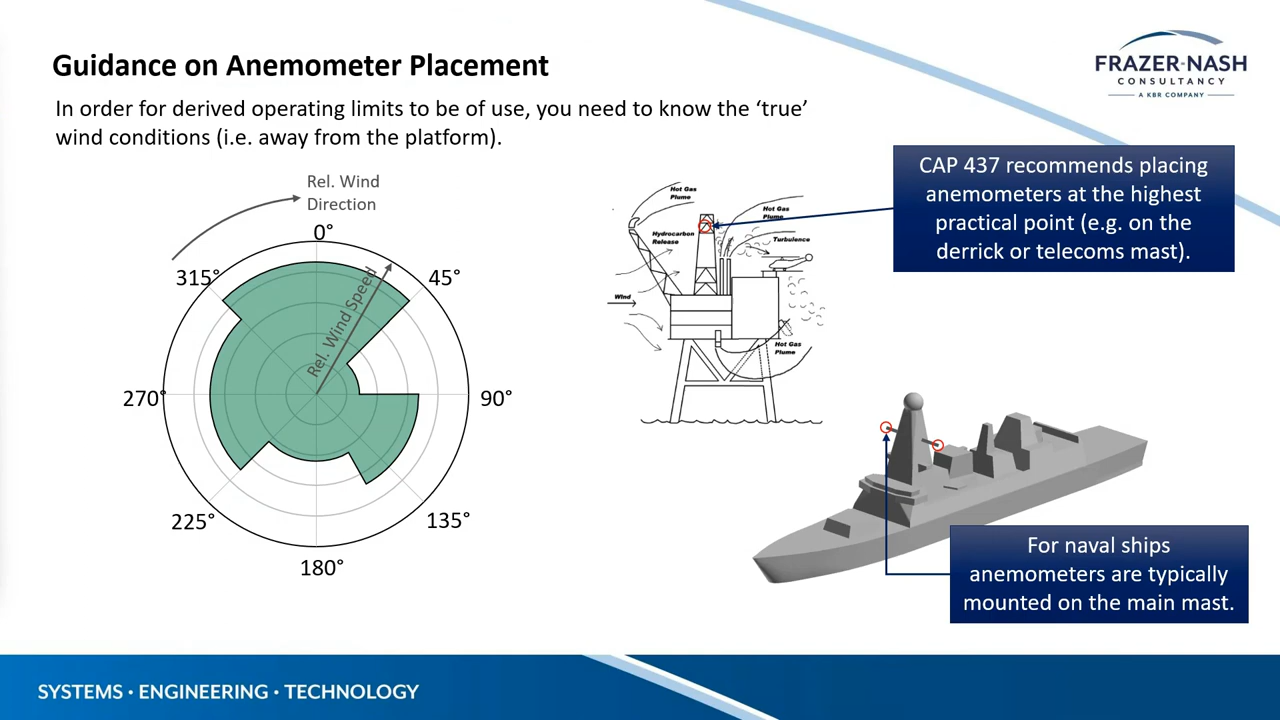 Guidance on Anemometer Placement
FRAZER-NASH
CONSULTANCY
A KBR COMPANY
In order for derived operating limits to be of use, you need to know the ‘true’
wind conditions (i.e. away from the platform).
Rel. Wind
Direction
0°
315°
45°
Rel. Wind Speed
270°
90°
225°
135°
180°
Hot Gas
Plume
Hot Gas
Plume
Hydrocarbon
Release
Turbulence
Wind
Hot Gas
Plume
CAP 437 recommends placing
anemometers at the highest
practical point (e.g. on the
derrick or telecoms mast).
For naval ships
anemometers are typically
mounted on the main mast.
SYSTEMS · ENGINEERING · TECHNOLOGY